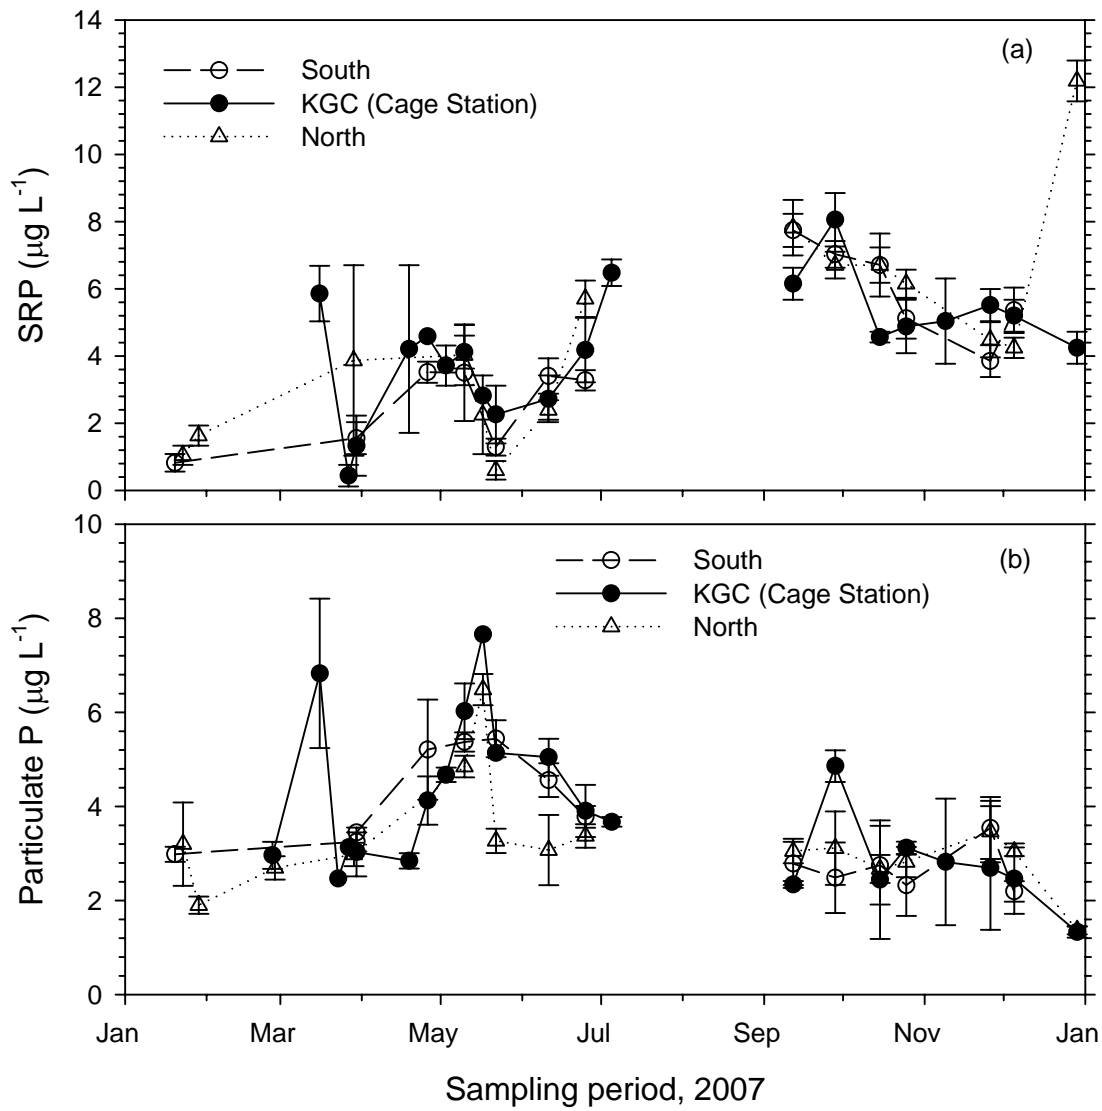 14
12
10
8
6
4
2
0
SRP (μg L-1)
(a)
South
KGC (Cage Station)
North
10
8
6
4
2
0
Particulate P (μg L-1)
(b)
South
KGC (Cage Station)
North
Jan Mar May Jul Sep Nov Jan
Sampling period, 2007